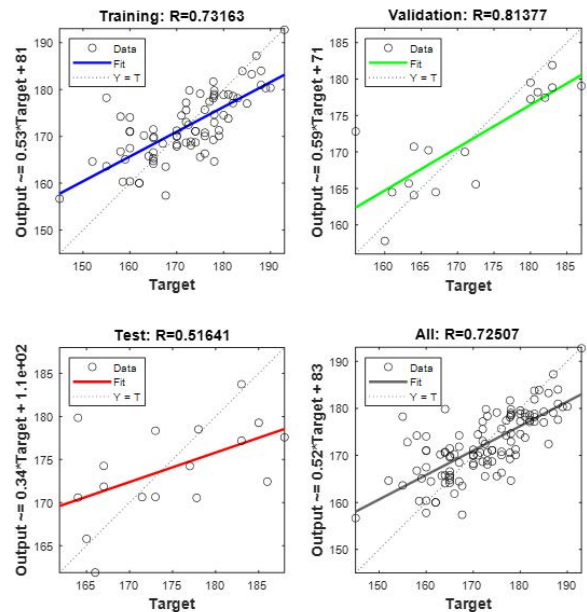 Training: R=0.73163
Output ~= 0.53*Target + 81
Data
Fit
Y = T
190
180
170
160
150
150 160 170 180 190
Target
Validation: R=0.81377
Output ~= 0.59*Target + 71
Data
Fit
Y = T
185
180
175
170
165
160
160 165 170 175 180 185
Target
Test: R=0.51641
Output ~= 0.34*Target + 1.1e+02
Data
Fit
Y = T
185
180
175
170
165
165 170 175 180 185
Target
All: R=0.72507
Output ~= 0.52*Target + 83
Data
Fit
Y = T
190
180
170
160
150
150 160 170 180 190
Target